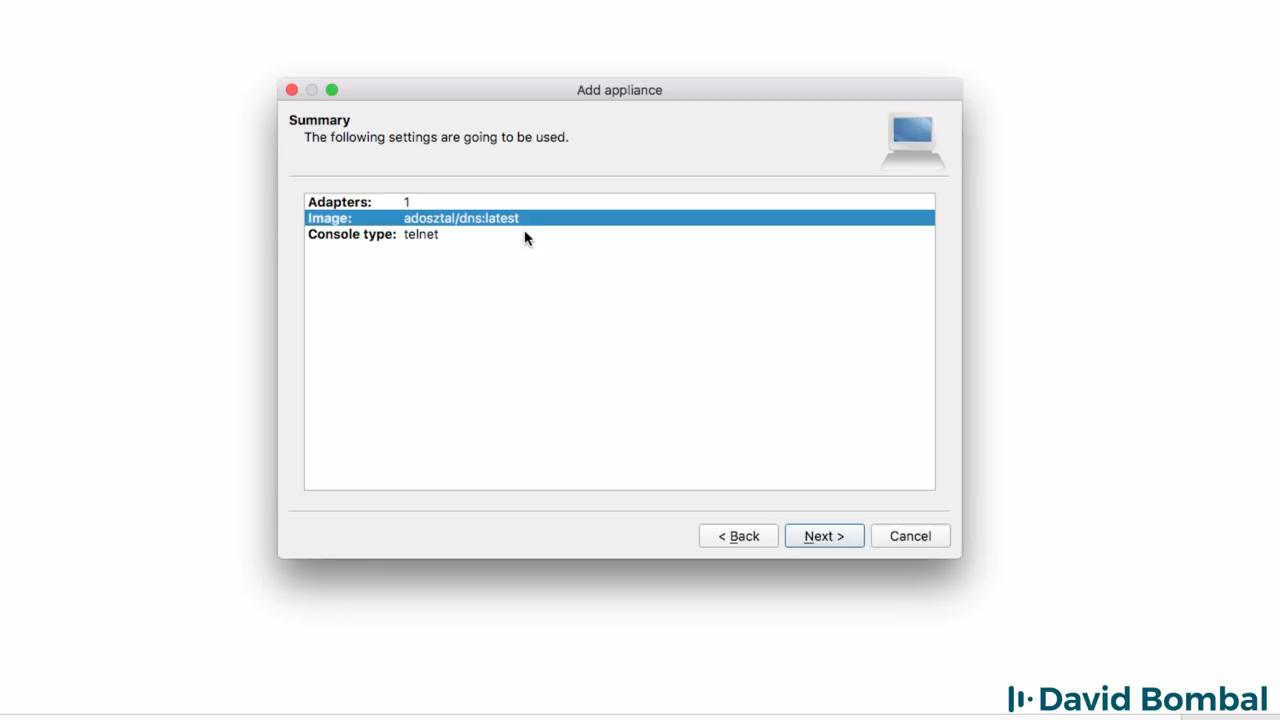 Add appliance
Summary
The following settings are going to be used.
Adapters: 1
Image: adosztal/dns:latest
Console type: telnet
< Back
Next >
Cancel
David Bombal